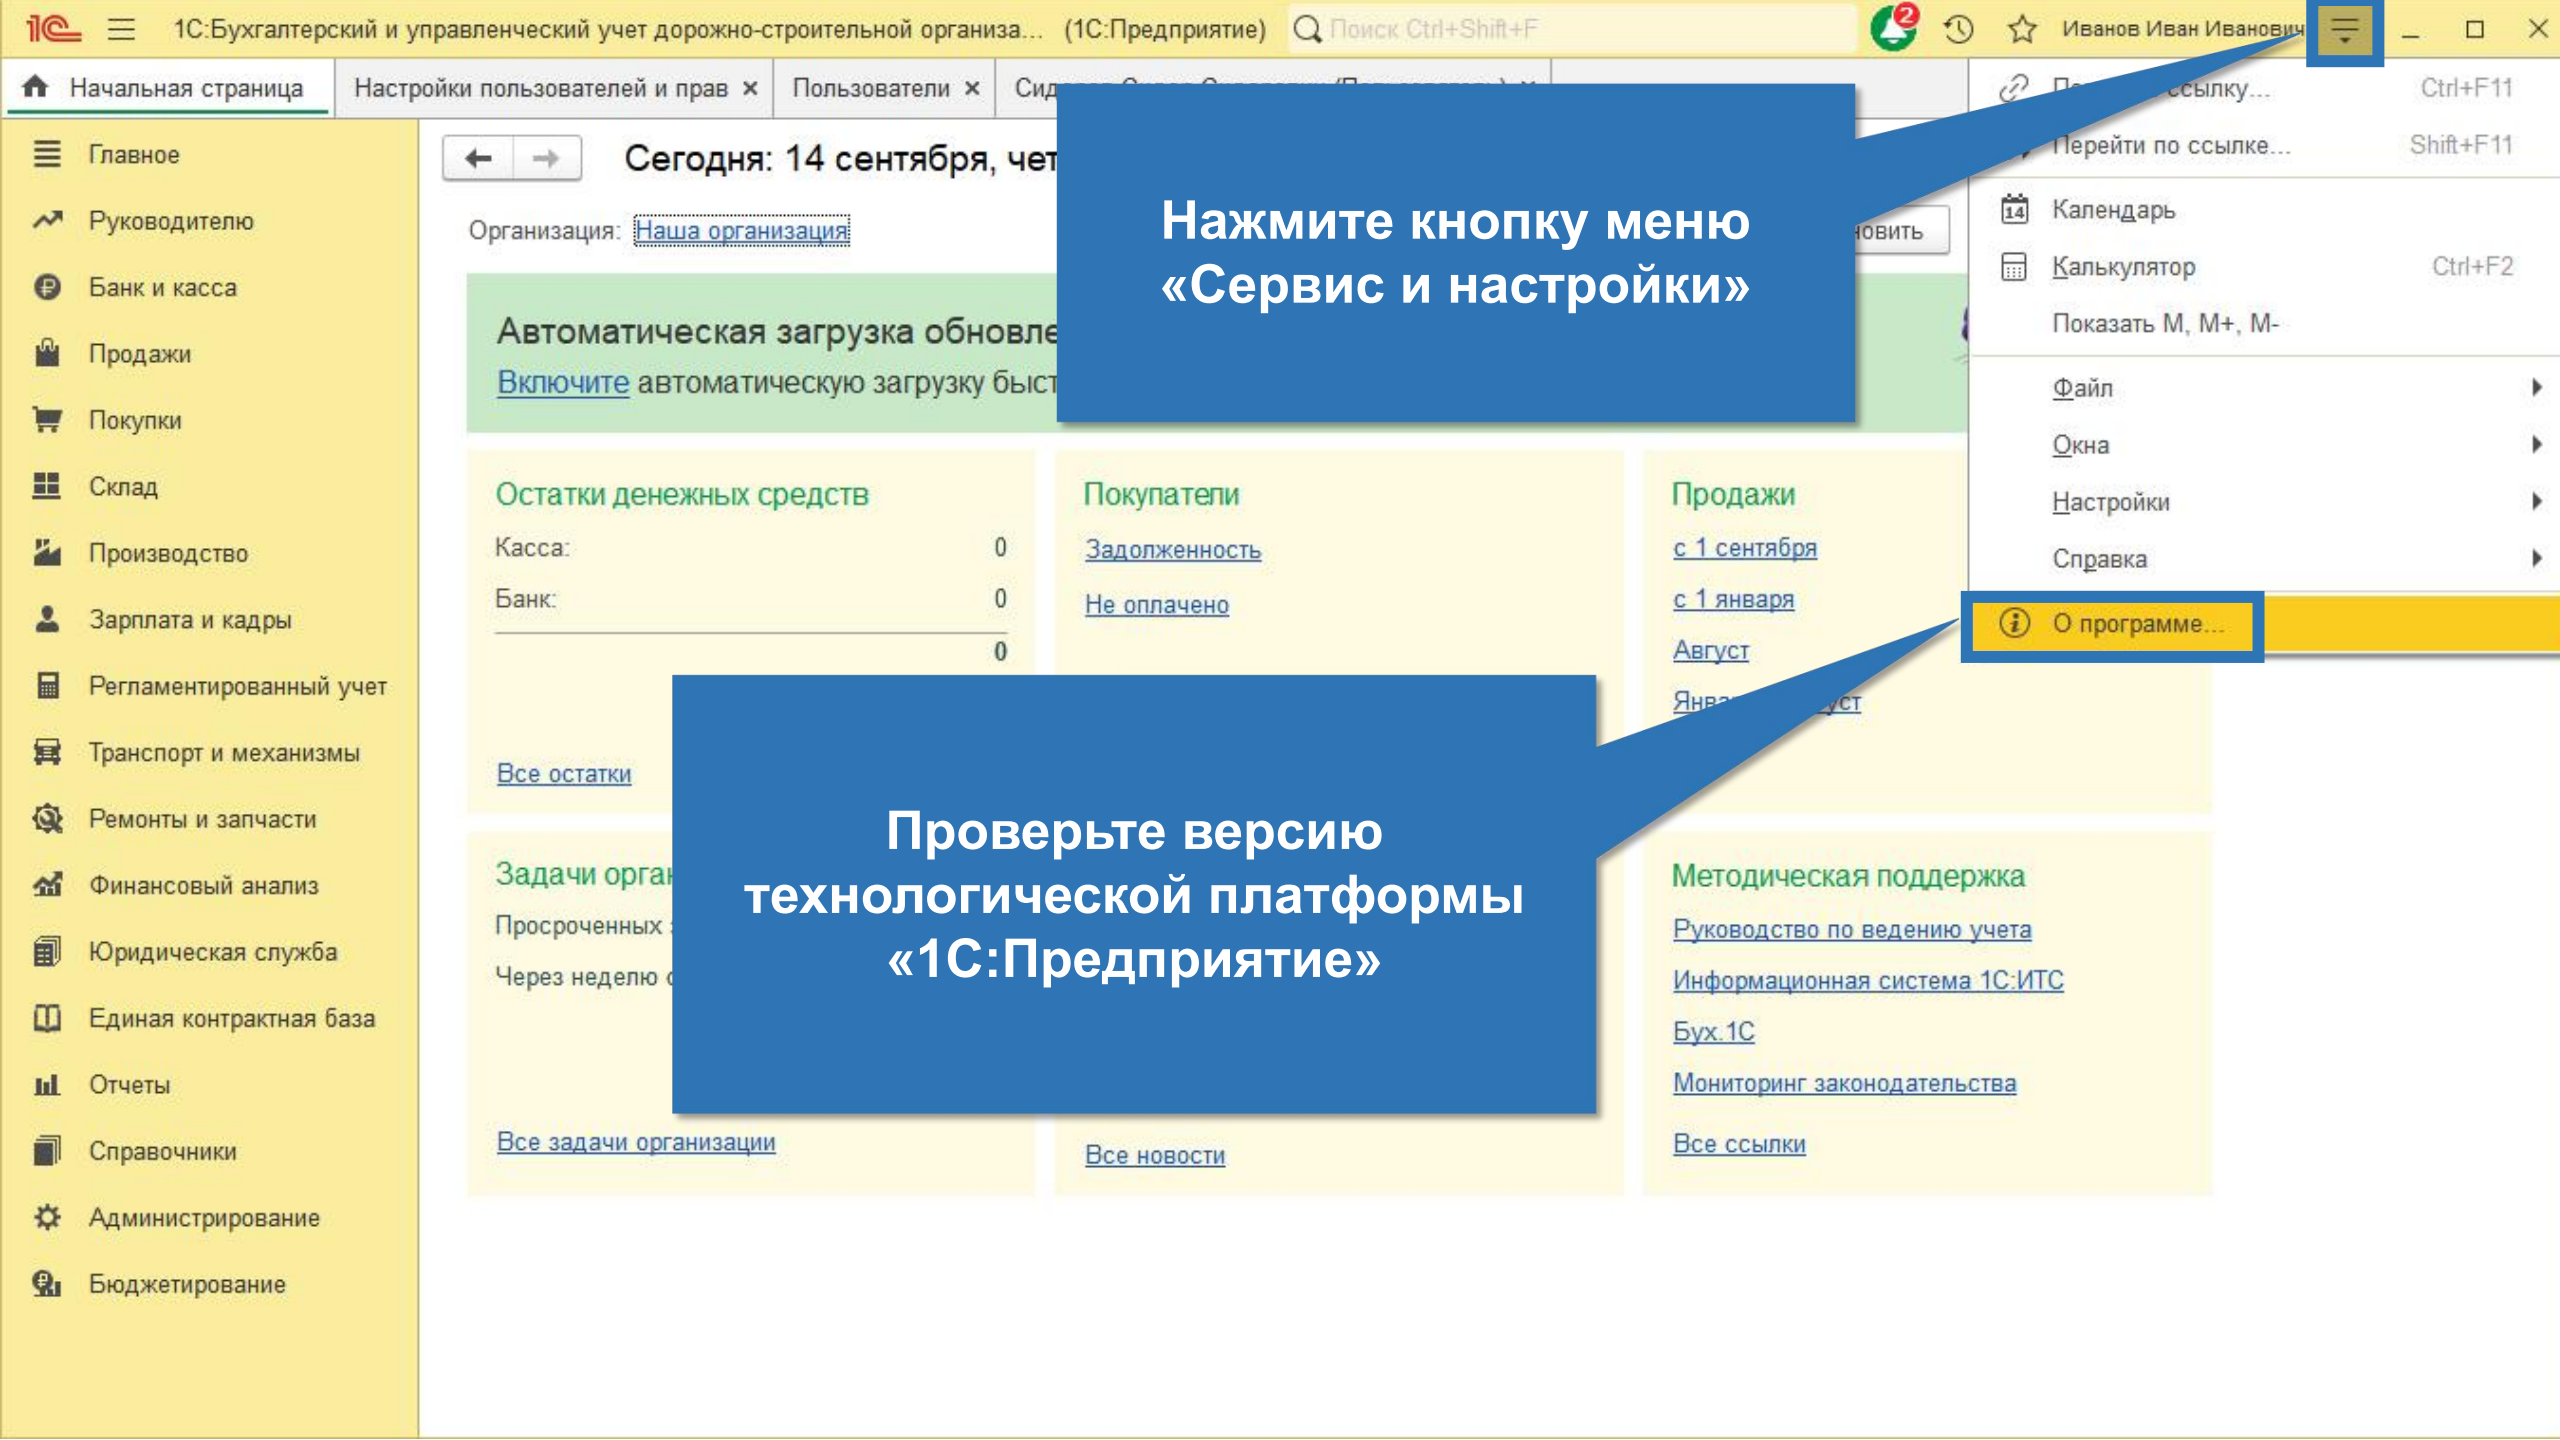 1С:Бухгалтерский и управленческий учет дорожно-строительной организа... (1С:Предприятие)
Поиск Ctrl+Shift+F
2
Иванов Иван Иванович
Начальная страница
Настройки пользователей и прав ×
Пользователи ×
ссылку... Ctrl+F11
Перейти по ссылке... Shift+F11
14 Календарь
Калькулятор Ctrl+F2
Показать M, M+, M-
Файл
Окна
Настройки
Справка
О программе...
Главное
Руководителю
Банк и касса
Продажи
Покупки
Склад
Производство
Зарплата и кадры
Регламентированный учет
Транспорт и механизмы
Ремонты и запчасти
Финансовый анализ
Юридическая служба
Единая контрактная база
Отчеты
Справочники
Администрирование
Бюджетирование
Сегодня: 14 сентября,
Организация: Наша организация
Автоматическая загрузка
Включите автоматическую загрузку
Нажмите кнопку меню
«Сервис и настройки»
Остатки денежных средств
Касса: 0
Банк: 0
0
Все остатки
Покупатели
Задолженность
Не оплачено
Продажи
с 1 сентября
с 1 января
Август
Проверьте версию
технологической платформы
«1С:Предприятие»
Задачи
Просроченных
Через неделю
Все задачи организации
Все новости
Методическая поддержка
Руководство по ведению учета
Информационная система 1С:ИТС
Бух.1С
Мониторинг законодательства
Все ссылки